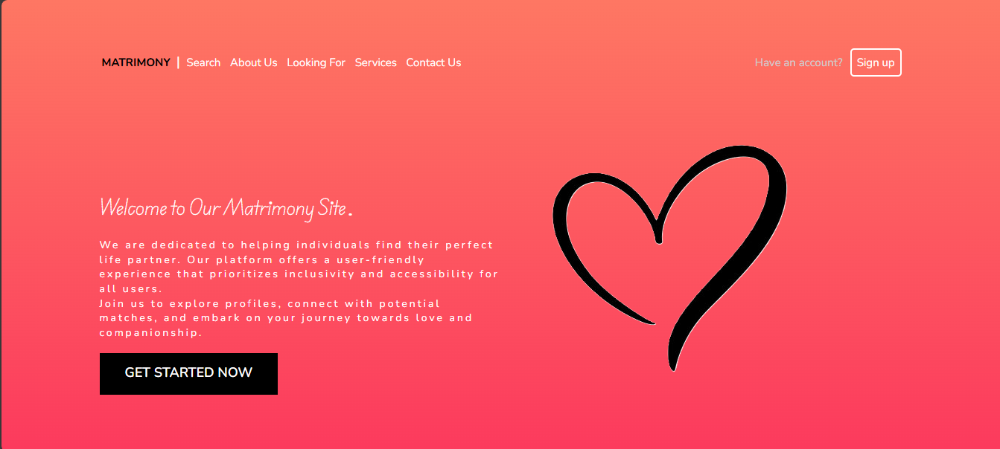 MATRIMONY | Search About Us Looking For Services Contact Us Have an account? Sign up
Welcome to Our Matrimony Site.
We are dedicated to helping individuals find their perfect
life partner. Our platform offers a user-friendly
experience that prioritizes inclusivity and accessibility for
all users.
Join us to explore profiles, connect with potential
matches, and embark on your journey towards love and
companionship.
GET STARTED NOW